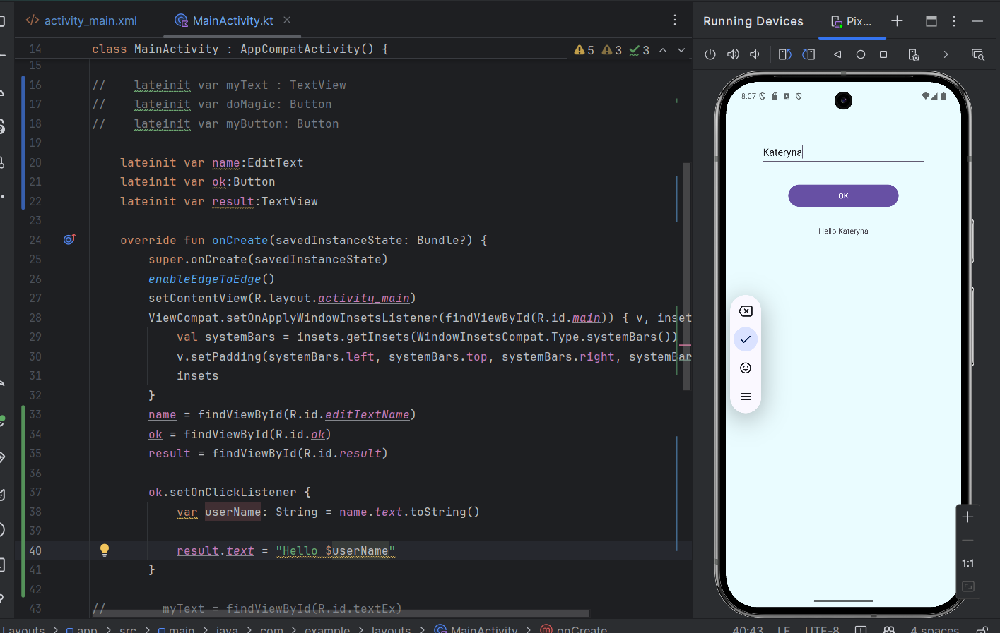 activity_main.xml
MainActivity.kt
Running Devices
Pix...
14 class MainActivity : AppCompatActivity() {
5 3 3
15
16 // lateinit var myText : TextView
17 // lateinit var doMagic: Button
18 // lateinit var myButton: Button
19
20 lateinit var name:EditText
21 lateinit var ok:Button
22 lateinit var result:TextView
23
24 override fun onCreate(savedInstanceState: Bundle?) {
25 super.onCreate(savedInstanceState)
26 enableEdgeToEdge()
27 setContentView(R.layout.activity_main)
28 ViewCompat.setOnApplyWindowInsetsListener(findViewById(R.id.main)) { v, inset
29 val systemBars = insets.getInsets(WindowInsetsCompat.Type.systemBars())
30 v.setPadding(systemBars.left, systemBars.top, systemBars.right, systemBar
31 insets
32 }
33 name = findViewById(R.id.editTextName)
34 ok = findViewById(R.id.ok)
35 result = findViewById(R.id.result)
36
37 ok.setOnClickListener {
38 var userName: String = name.text.toString()
39
40 result.text = "Hello $userName"
41 }
42
43 // myText = findViewById(R.id.textEx)
8:07
Kateryna
OK
Hello Kateryna
1:1
Layouts > app > src > main > java > com > example > layouts > MainActivity > onCreate
40:43 LF UTF-8 4 spaces